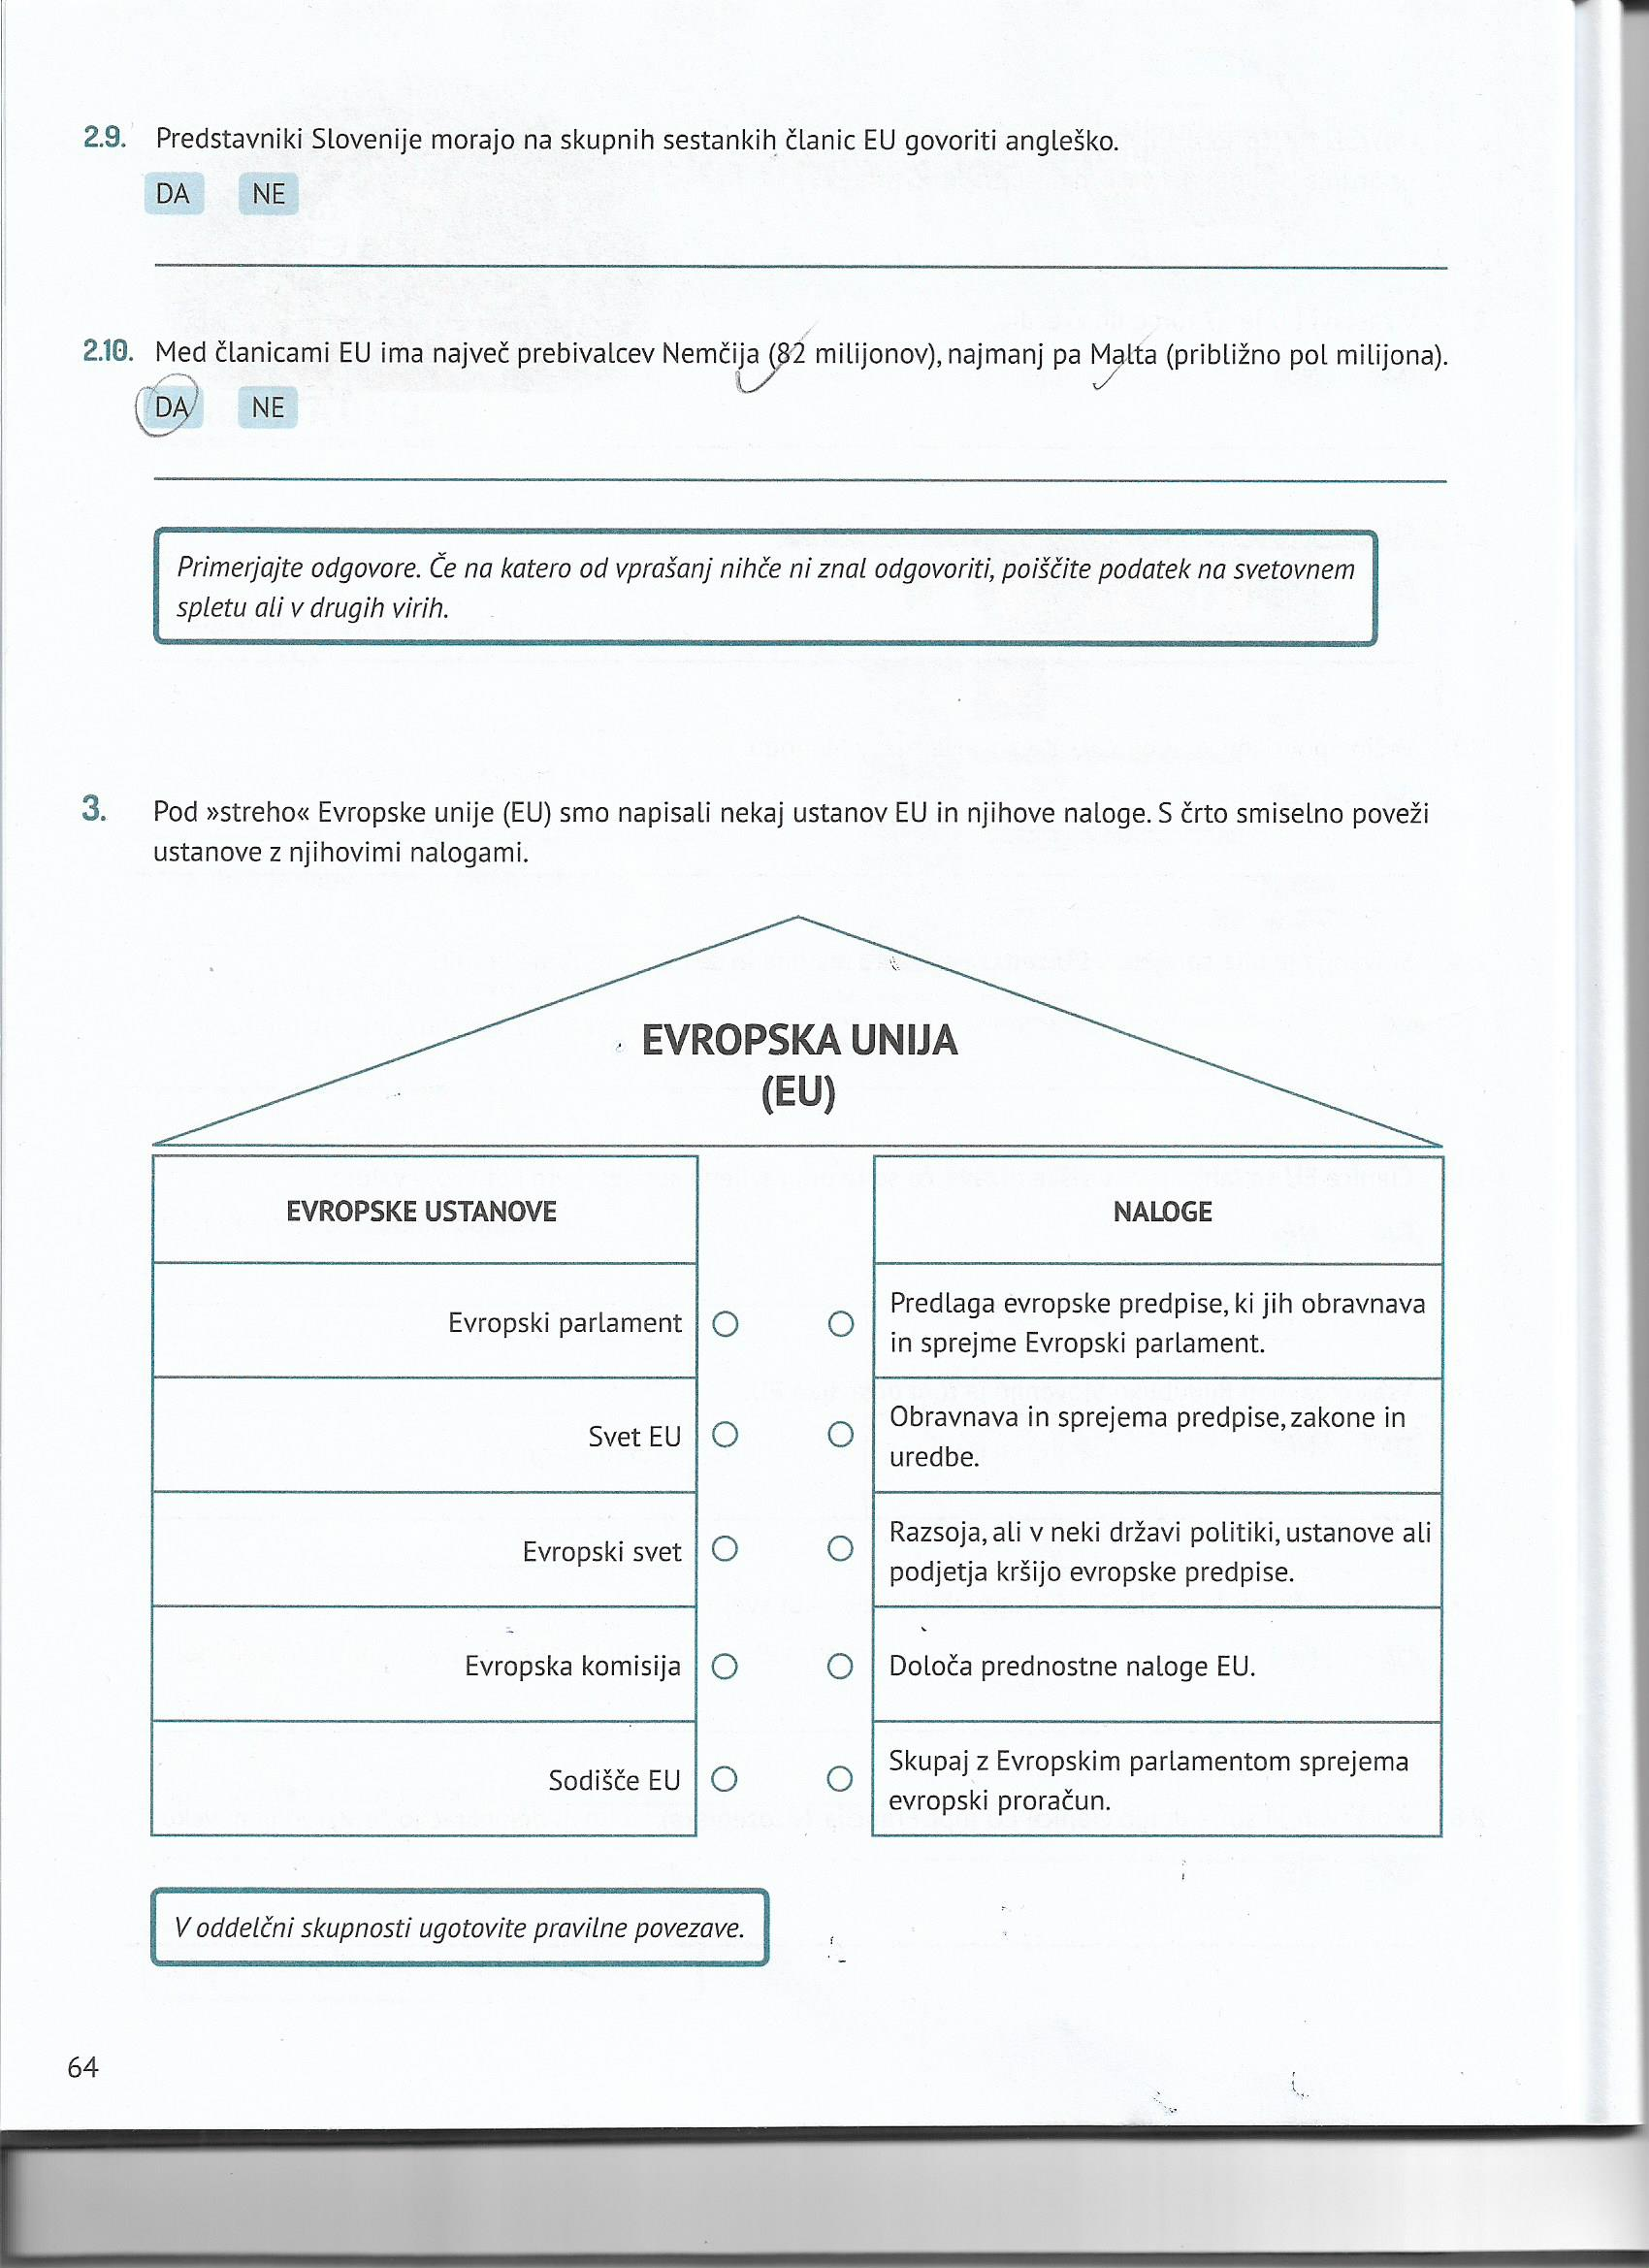 2.9. Predstavniki Slovenije morajo na skupnih sestankih članic EU govoriti angleško.
DA NE
2.10. Med članicami EU ima največ prebivalcev Nemčija (82 milijonov), najmanj pa Malta (približno pol milijona).
DA NE
Primerjajte odgovore. Če na katero od vprašanj nihče ni znal odgovoriti, poiščite podatek na svetovnem
spletu ali v drugih virih.
3. Pod »streho« Evropske unije (EU) smo napisali nekaj ustanov EU in njihove naloge. S črto smiselno poveži
ustanove z njihovimi nalogami.
EVROPSKA UNIJA
(EU)
EVROPSKE USTANOVE
Evropski parlament
Svet EU
Evropski svet
Evropska komisija
Sodišče EU
NALOGE
Predlaga evropske predpise, ki jih obravnava
in sprejme Evropski parlament.
Obravnava in sprejema predpise, zakone in
uredbe.
Razsoja, ali v neki državi politiki, ustanove ali
podjetja kršijo evropske predpise.
Določa prednostne naloge EU.
Skupaj z Evropskim parlamentom sprejema
evropski proračun.
V oddelčni skupnosti ugotovite pravilne povezave.
64